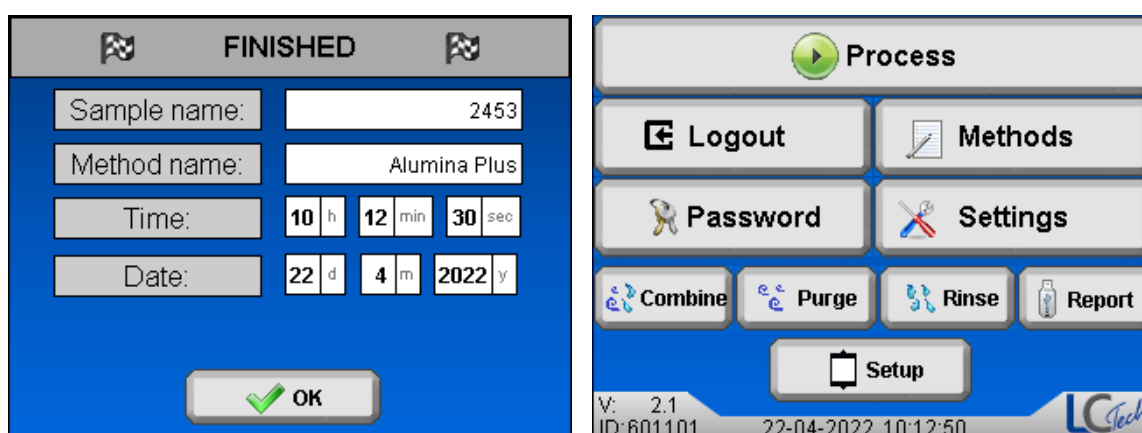 FINISHED
Sample name: 2453
Method name: Alumina Plus
Time: 10 h 12 min 30 sec
Date: 22 d 4 m 2022 y
OK
Process
Logout Methods
Password Settings
Combine Purge Rinse Report
Setup
V: 2.1
ID:601101 22-04-2022 10:12:50 LCTech